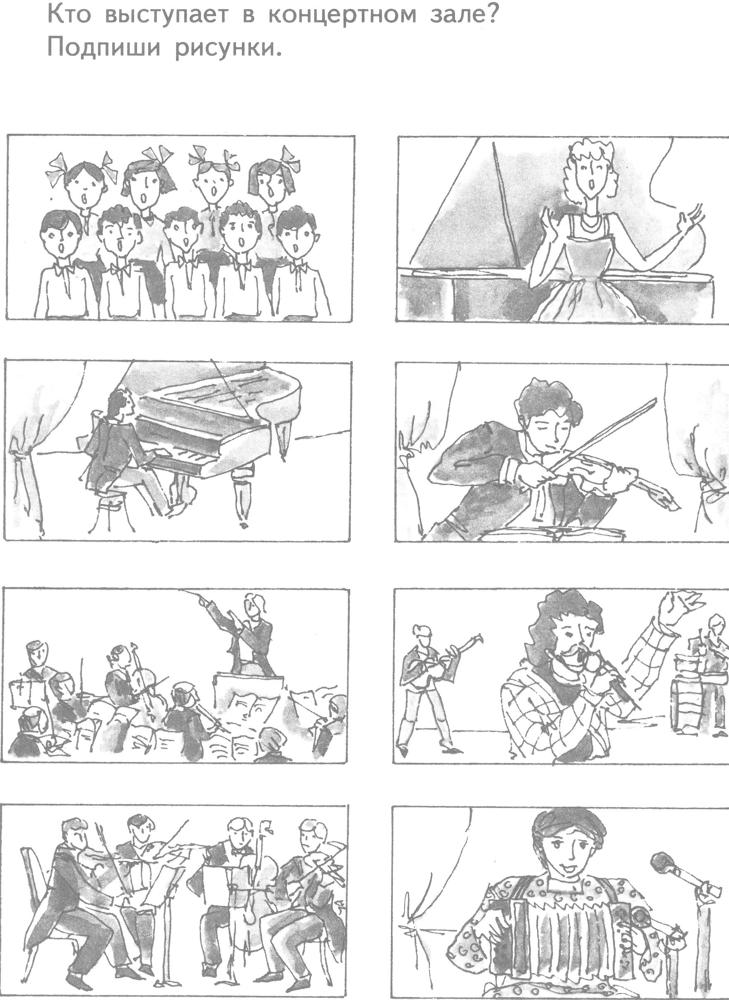 Кто выступает в концертном зале?
Подпиши рисунки.